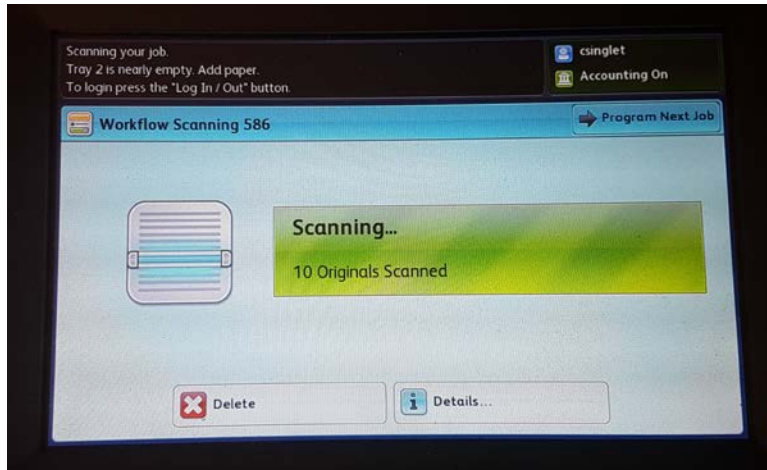 Scanning your job.
Tray 2 is nearly empty. Add paper.
To login press the "Log In / Out" button.
csinglet
Accounting On
Workflow Scanning 586
Program Next Job
Scanning...
10 Originals Scanned
Delete
Details...